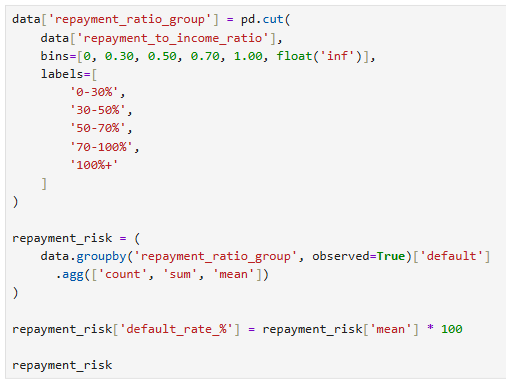 data['repayment_ratio_group'] = pd.cut(
    data['repayment_to_income_ratio'],
    bins=[0, 0.30, 0.50, 0.70, 1.00, float('inf')],
    labels=[
        '0-30%',
        '30-50%',
        '50-70%',
        '70-100%',
        '100%+'
    ]
)

repayment_risk = (
    data.groupby('repayment_ratio_group', observed=True)['default']
      .agg(['count', 'sum', 'mean'])
)

repayment_risk['default_rate_%'] = repayment_risk['mean'] * 100

repayment_risk